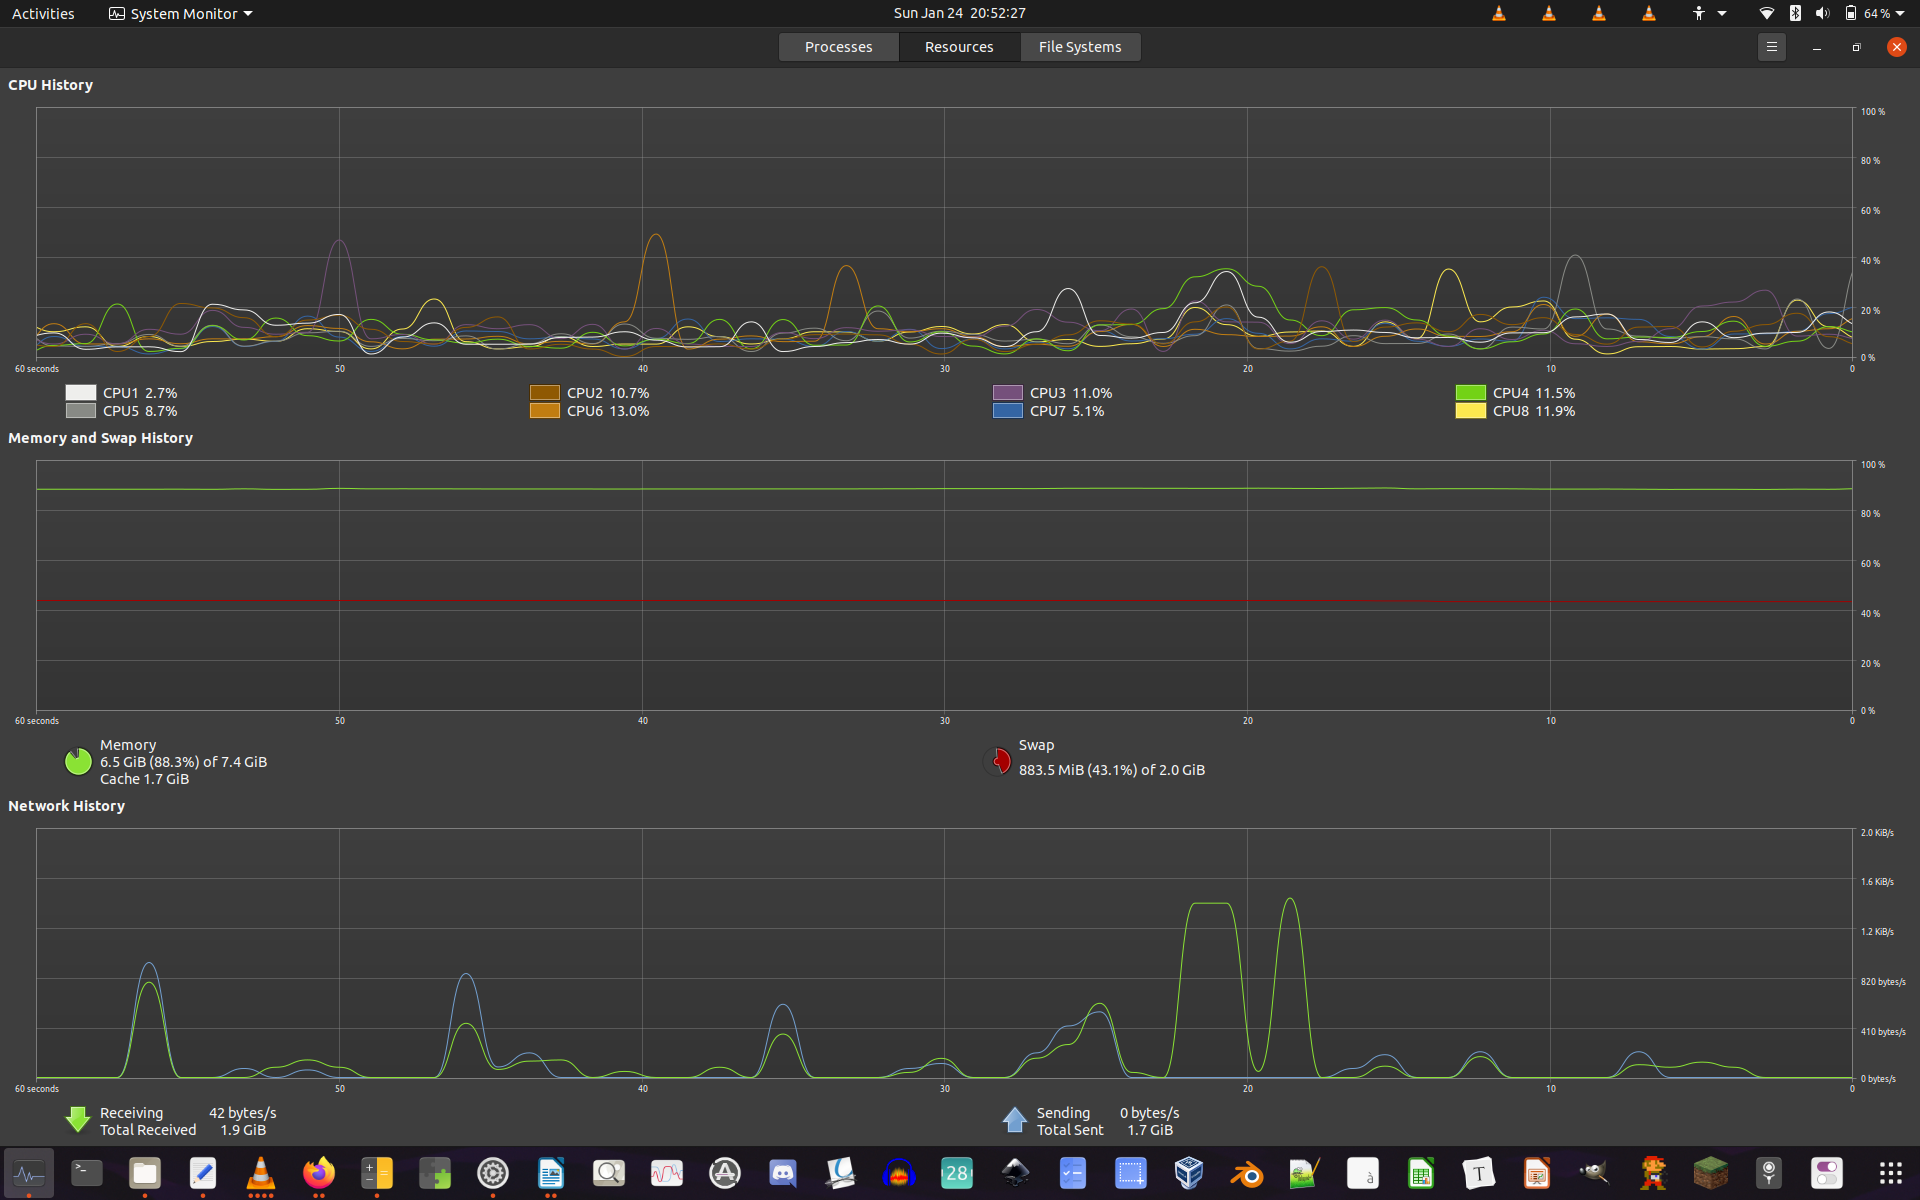 Activities
System Monitor
Sun Jan 24 20:52:27
64 %
Processes
Resources
File Systems
CPU History
100 %
80 %
60 %
40 %
20 %
0 %
60 seconds
50
40
30
20
10
0
CPU1 2.7%
CPU2 10.7%
CPU3 11.0%
CPU4 11.5%
CPU5 8.7%
CPU6 13.0%
CPU7 5.1%
CPU8 11.9%
Memory and Swap History
100 %
80 %
60 %
40 %
20 %
0 %
60 seconds
50
40
30
20
10
0
Memory
6.5 GiB (88.3%) of 7.4 GiB
Cache 1.7 GiB
Swap
883.5 MiB (43.1%) of 2.0 GiB
Network History
2.0 KiB/s
1.6 KiB/s
1.2 KiB/s
820 bytes/s
410 bytes/s
0 bytes/s
60 seconds
50
40
30
20
10
0
Receiving 42 bytes/s
Total Received 1.9 GiB
Sending 0 bytes/s
Total Sent 1.7 GiB
28
à
T